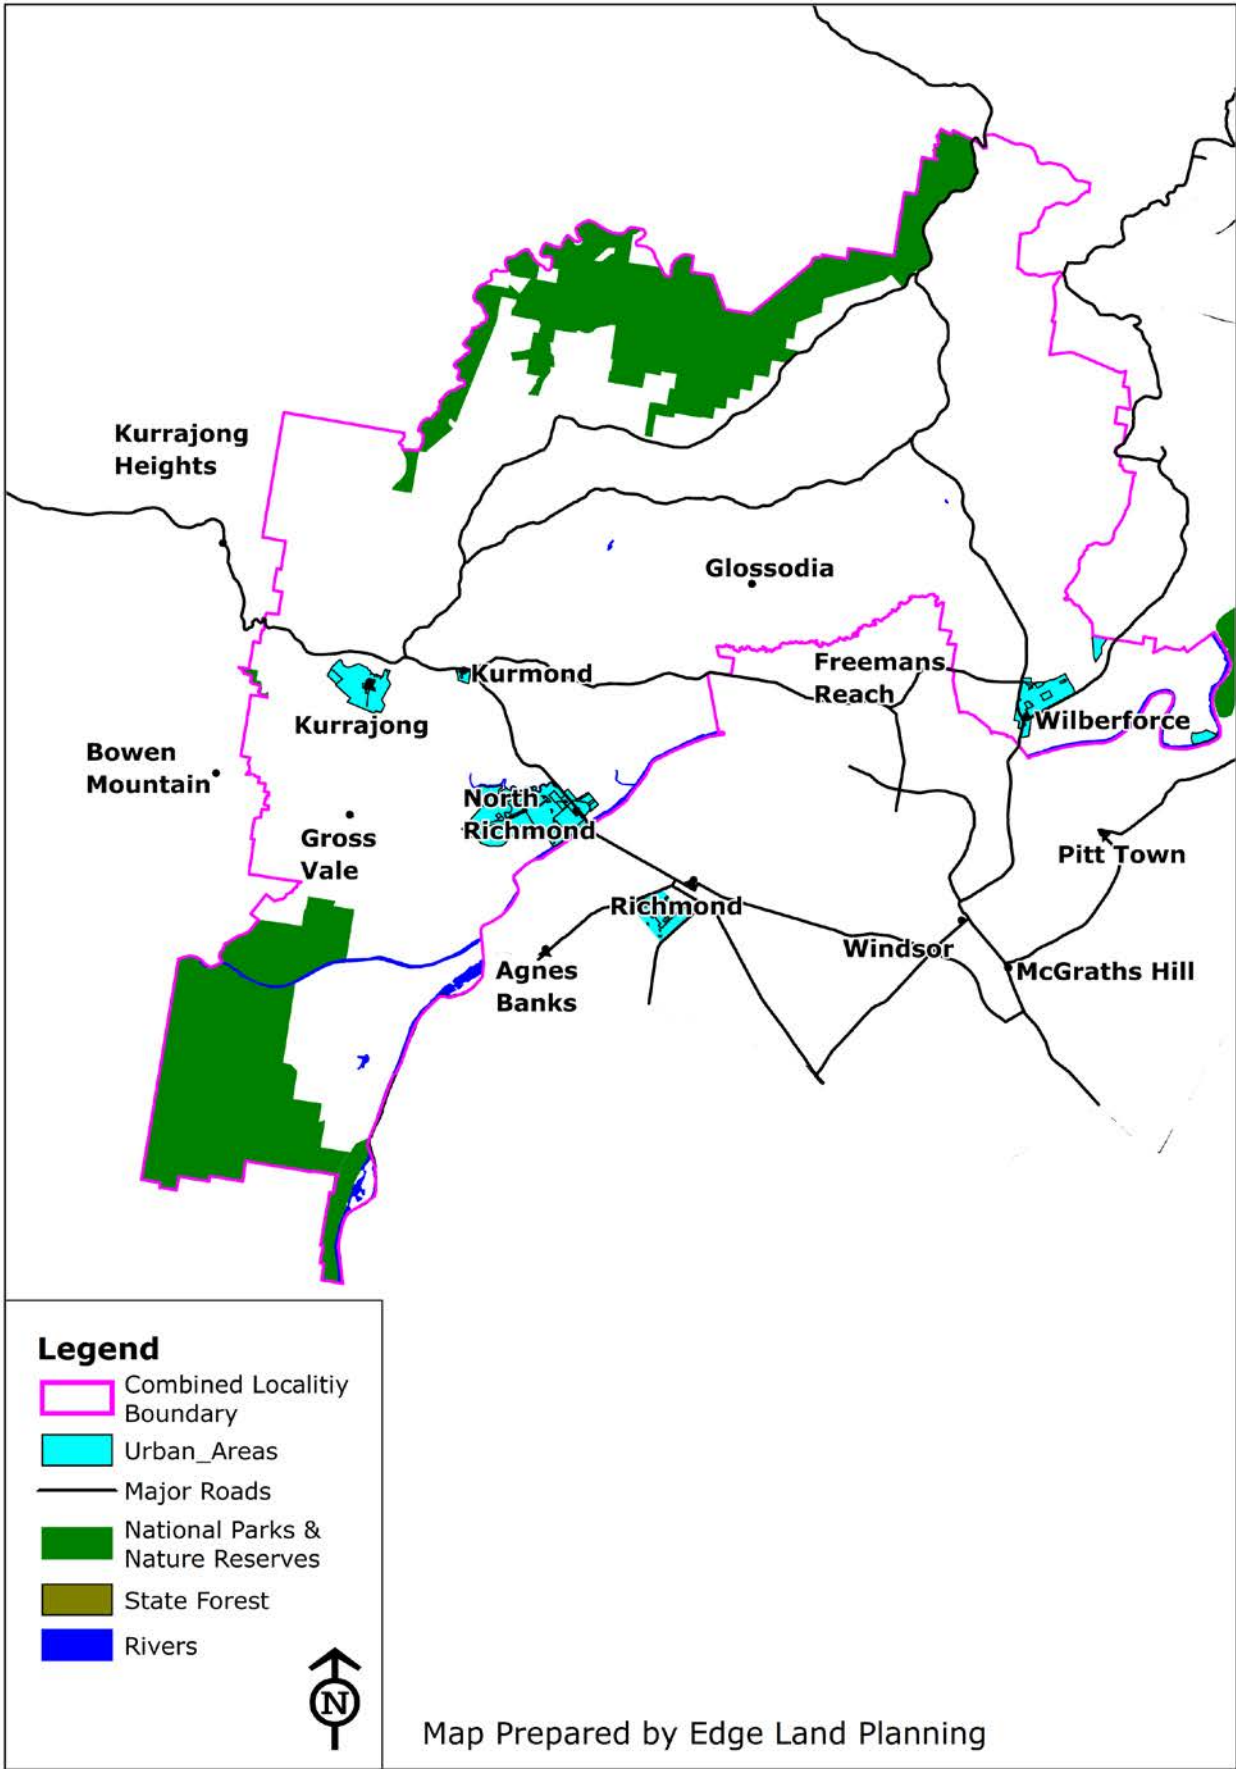 Kurrajong
Heights
Glossodia
Freemans
Reach
Kurmond
Kurrajong
Wilberforce
Bowen
Mountain
North
Richmond
Gross
Vale
Pitt Town
Richmond
Windsor
Agnes
Banks
McGraths Hill
Legend
Combined Localitiy
Boundary
Urban_Areas
Major Roads
National Parks &
Nature Reserves
State Forest
Rivers
N
Map Prepared by Edge Land Planning